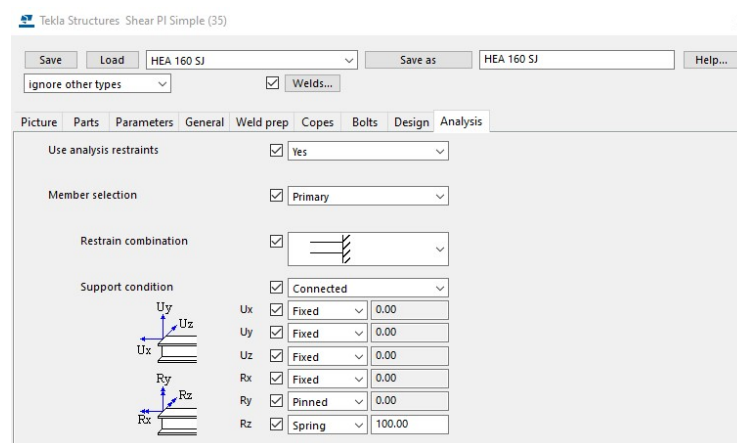 Tekla Structures Shear Pl Simple (35)
Save Load HEA 160 SJ Save as HEA 160 SJ Help...
ignore other types Welds...
Picture Parts Parameters General Weld prep Copes Bolts Design Analysis
Use analysis restraints Yes
Member selection Primary
Restrain combination
Support condition Connected
Uy
Uz
Ux
Ux Fixed 0.00
Uy Fixed 0.00
Uz Fixed 0.00
Ry
Rz
Rx
Rx Fixed 0.00
Ry Pinned 0.00
Rz Spring 100.00